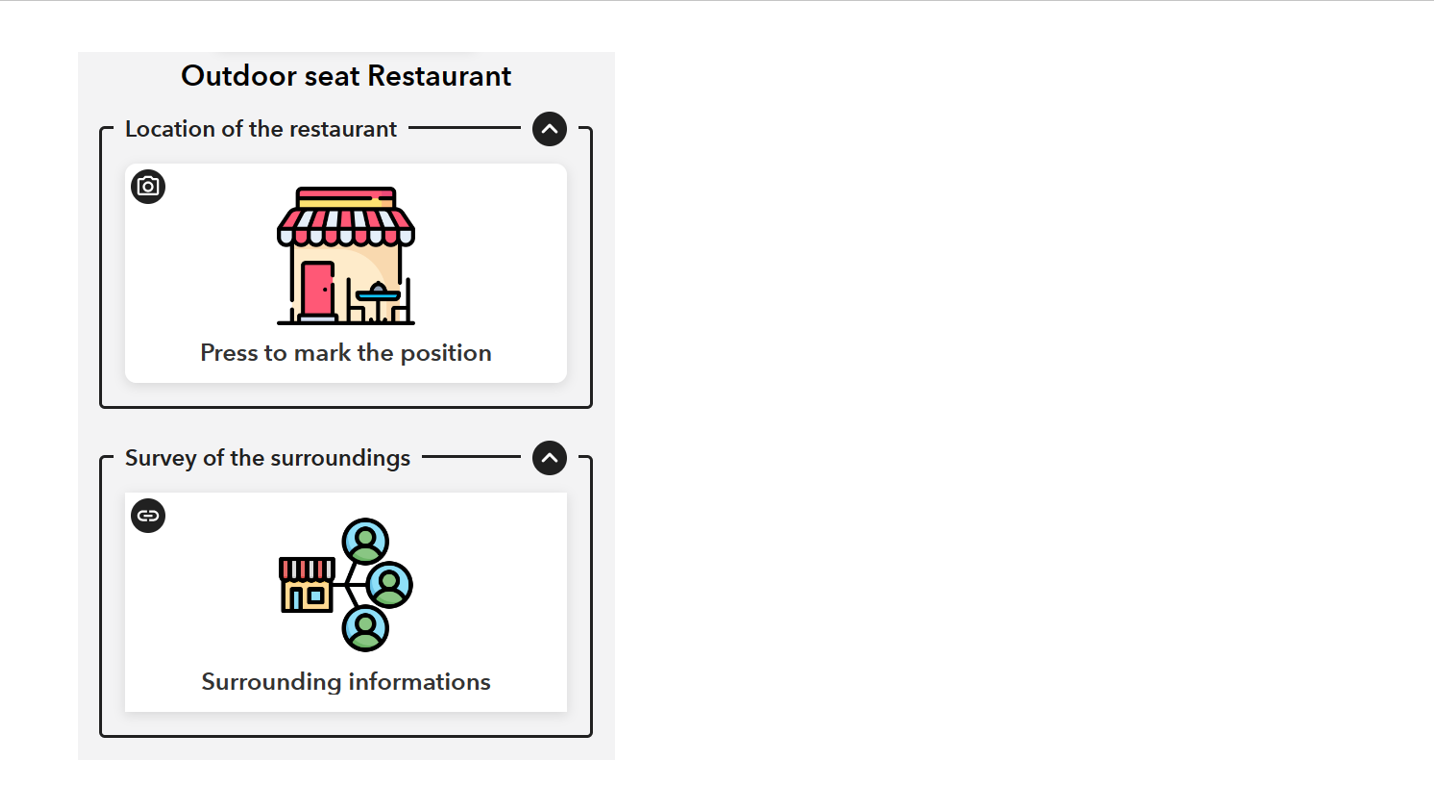 Outdoor seat Restaurant
Location of the restaurant
Press to mark the position
Survey of the surroundings
Surrounding informations